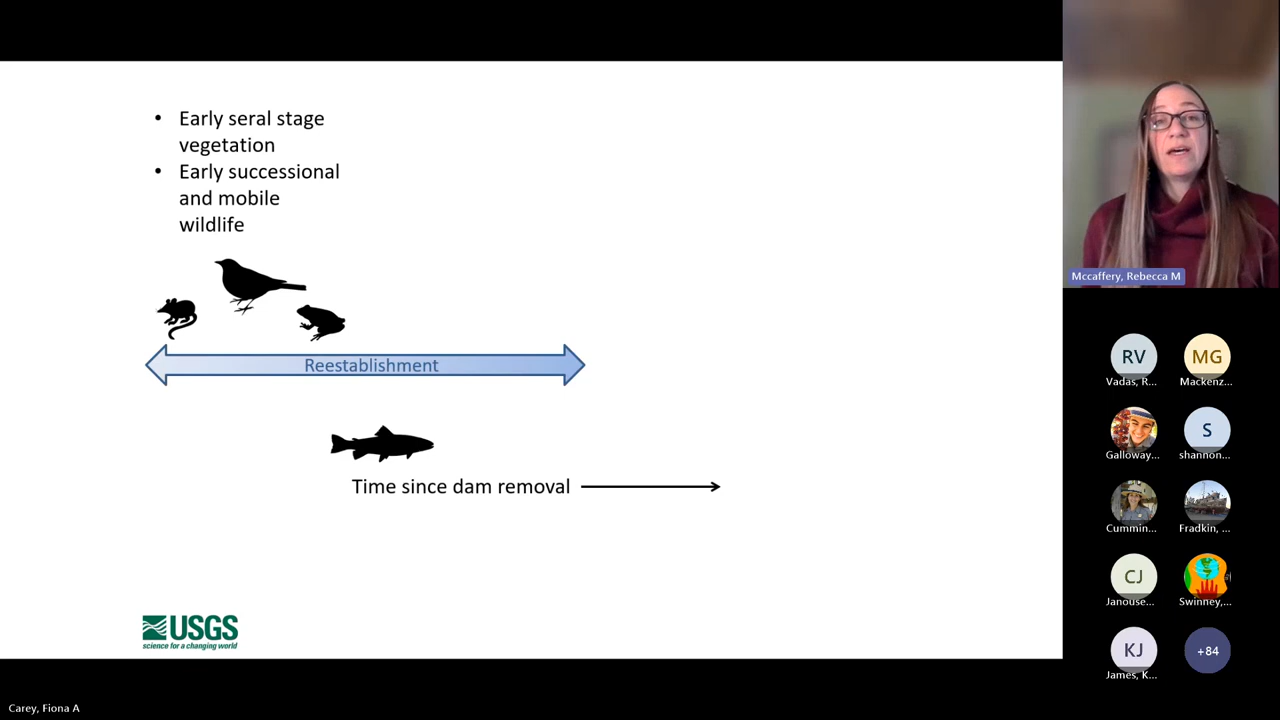 • Early seral stage
vegetation
• Early successional
and mobile
wildlife
Reestablishment
Time since dam removal
USGS
science for a changing world
Mccaffery, Rebecca M
RV
Vadas, R...
MG
Mackenz...
Galloway...
S
shannon...
Cummin...
Fradkin, ...
CJ
Janouse...
Swinney,...
KJ
James, K...
+84
Carey, Fiona A